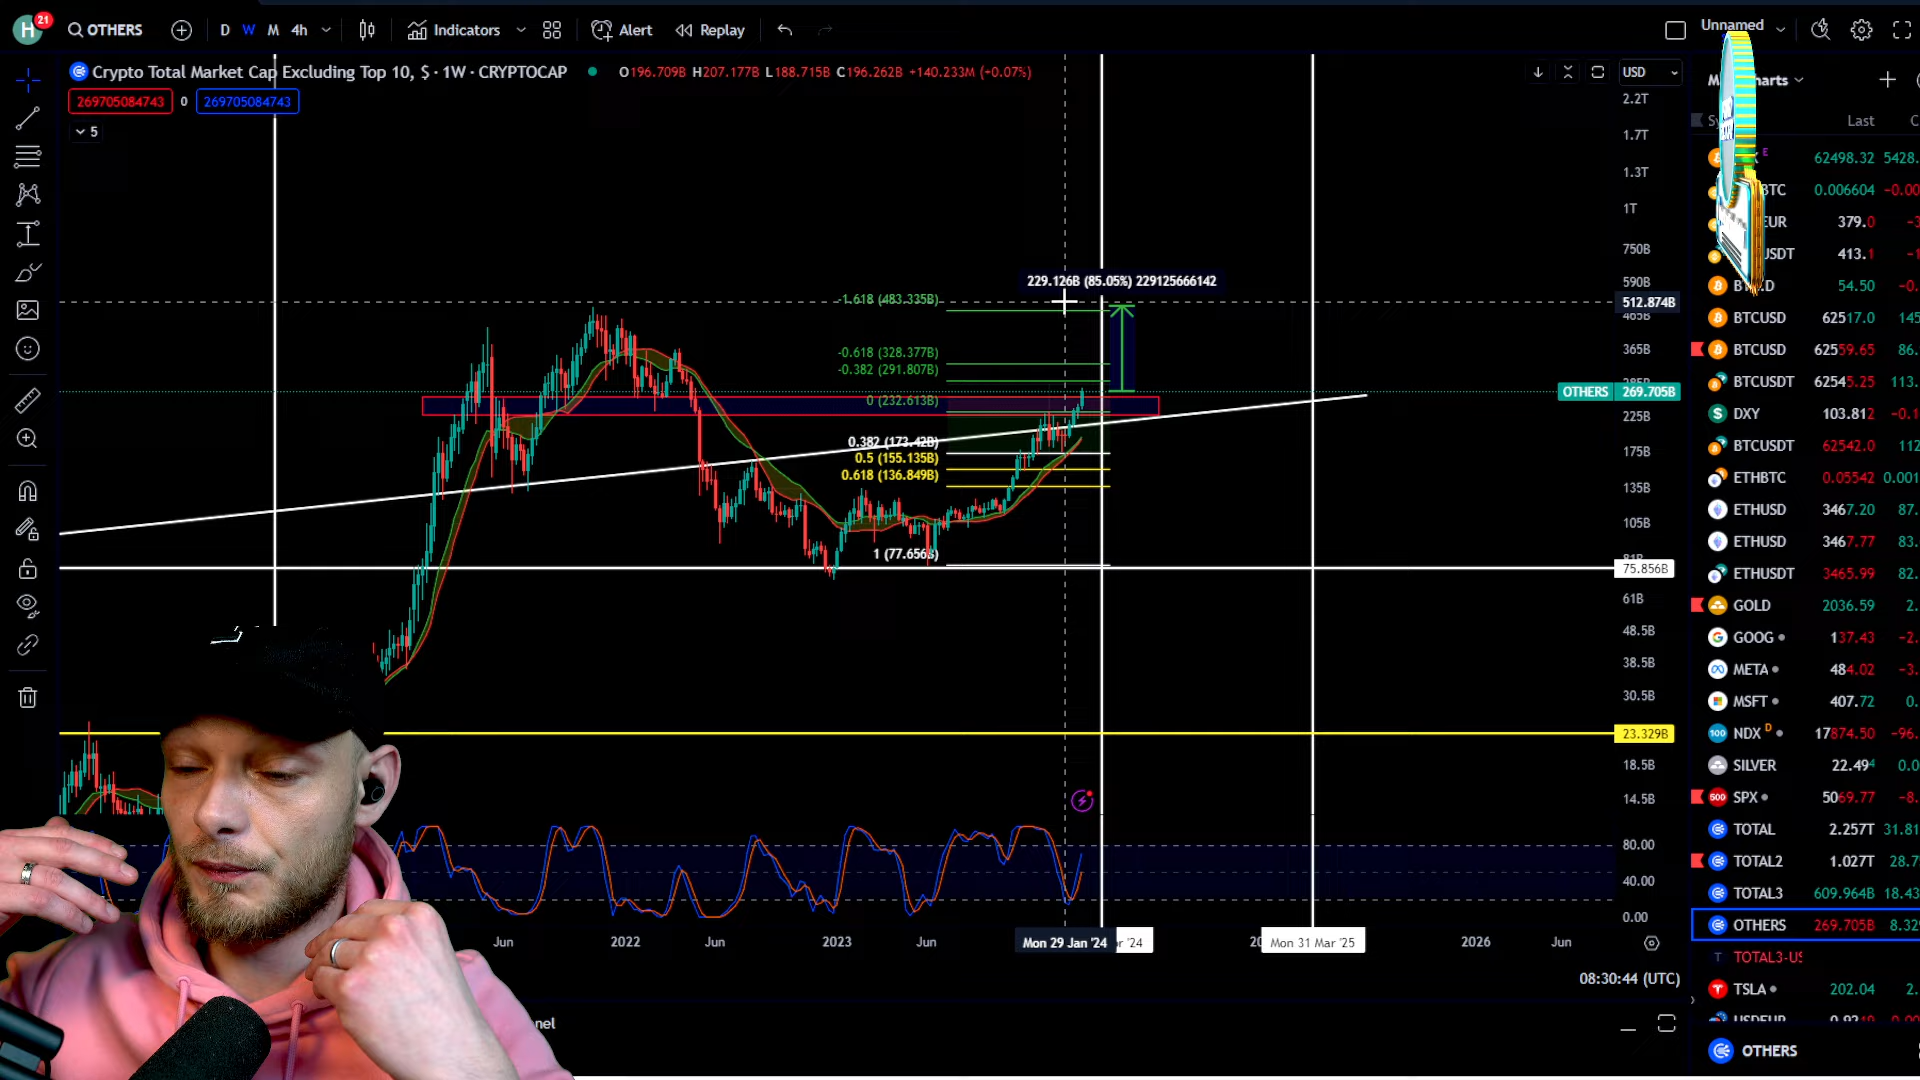 H 21 OTHERS D W M 4h Indicators Alert Replay Unnamed
Crypto Total Market Cap Excluding Top 10, $ · 1W · CRYPTOCAP O196.709B H207.177B L188.715B C196.262B +140.233M (+0.07%)
269705084743 0 269705084743
5
USD
2.2T
1.7T
1.3T
1T
750B
590B
512.874B
465B
365B
OTHERS 269.705B
225B
175B
135B
105B
75.856B
61B
48.5B
38.5B
30.5B
23.329B
18.5B
14.5B
80.00
40.00
0.00
229.126B (85.05%) 229125666142
-1.618 (483.335B)
-0.618 (328.377B)
-0.382 (291.807B)
0 (232.613B)
0.382 (173.42B)
0.5 (155.135B)
0.618 (136.849B)
1 (77.656B)
Jun 2022 Jun 2023 Jun Mon 29 Jan '24 Mon 31 Mar '25 2026 Jun
08:30:44 (UTC)
Last
62498.32 5428.
0.006604 -0.00
379.0
413.1
54.50
BTCUSD 62517.0 145
BTCUSD 62559.65 86.
BTCUSDT 62545.25 113.
DXY 103.812
BTCUSDT 62542.0 112
ETHBTC 0.05542 0.001
ETHUSD 3467.20 87.
ETHUSD 3467.77 83.
ETHUSDT 3465.99 82.
GOLD 2036.59 2.
GOOG 137.43 -2.
META 484.02 -3.
MSFT 407.72 0.
100 NDX D 17874.50 -96.
SILVER 22.494 0.0
500 SPX 5069.77 -8.
TOTAL 2.257T 31.81
TOTAL2 1.027T 28.7
TOTAL3 609.964B 18.43
OTHERS 269.705B 8.32
T TOTAL3-US
TSLA 202.04 2.
OTHERS